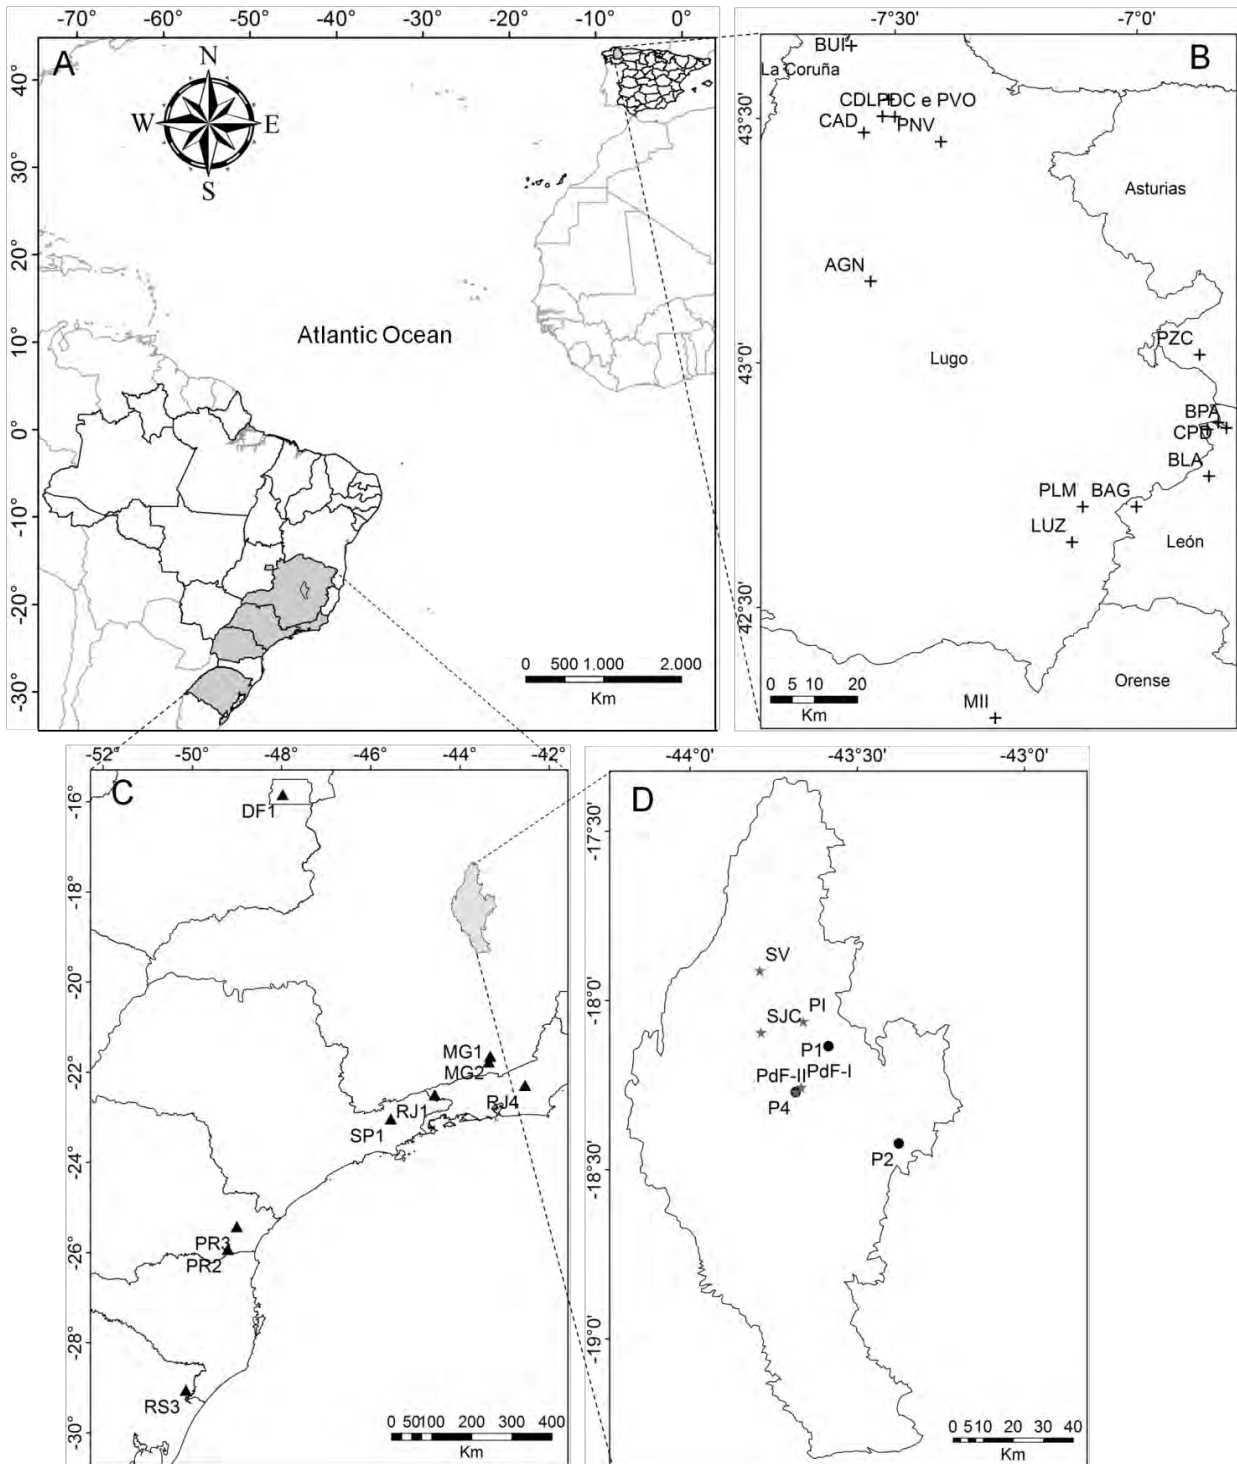 -70° -60° -50° -40° -30° -20° -10° 0°
-7°30' -7°0'
A
N
W E
S
40°
30°
20°
10°
0°
-10°
-20°
-30°
Atlantic Ocean
0 500 1.000 2.000
Km
B
BUI
La Coruña
CDL PDC e PVO
CAD PNV
43°30'
Asturias
AGN
PZC
43°0'
Lugo
BPA
CPD
BLA
PLM BAG
LUZ
León
42°30'
Orense
0 5 10 20
Km
MII
-52° -50° -48° -46° -44° -42°
C
-16°
DF1
-18°
-20°
-22°
MG1
MG2
RJ1 RJ4
SP1
-24°
-26°
PR3
PR2
-28°
RS3
-30°
0 50 100 200 300 400
Km
-44°0' -43°30' -43°0'
D
-17°30'
SV
-18°0'
SJC PI
P1
PdF-II PdF-I
P4
P2
-18°30'
-19°0'
0 5 10 20 30 40
Km